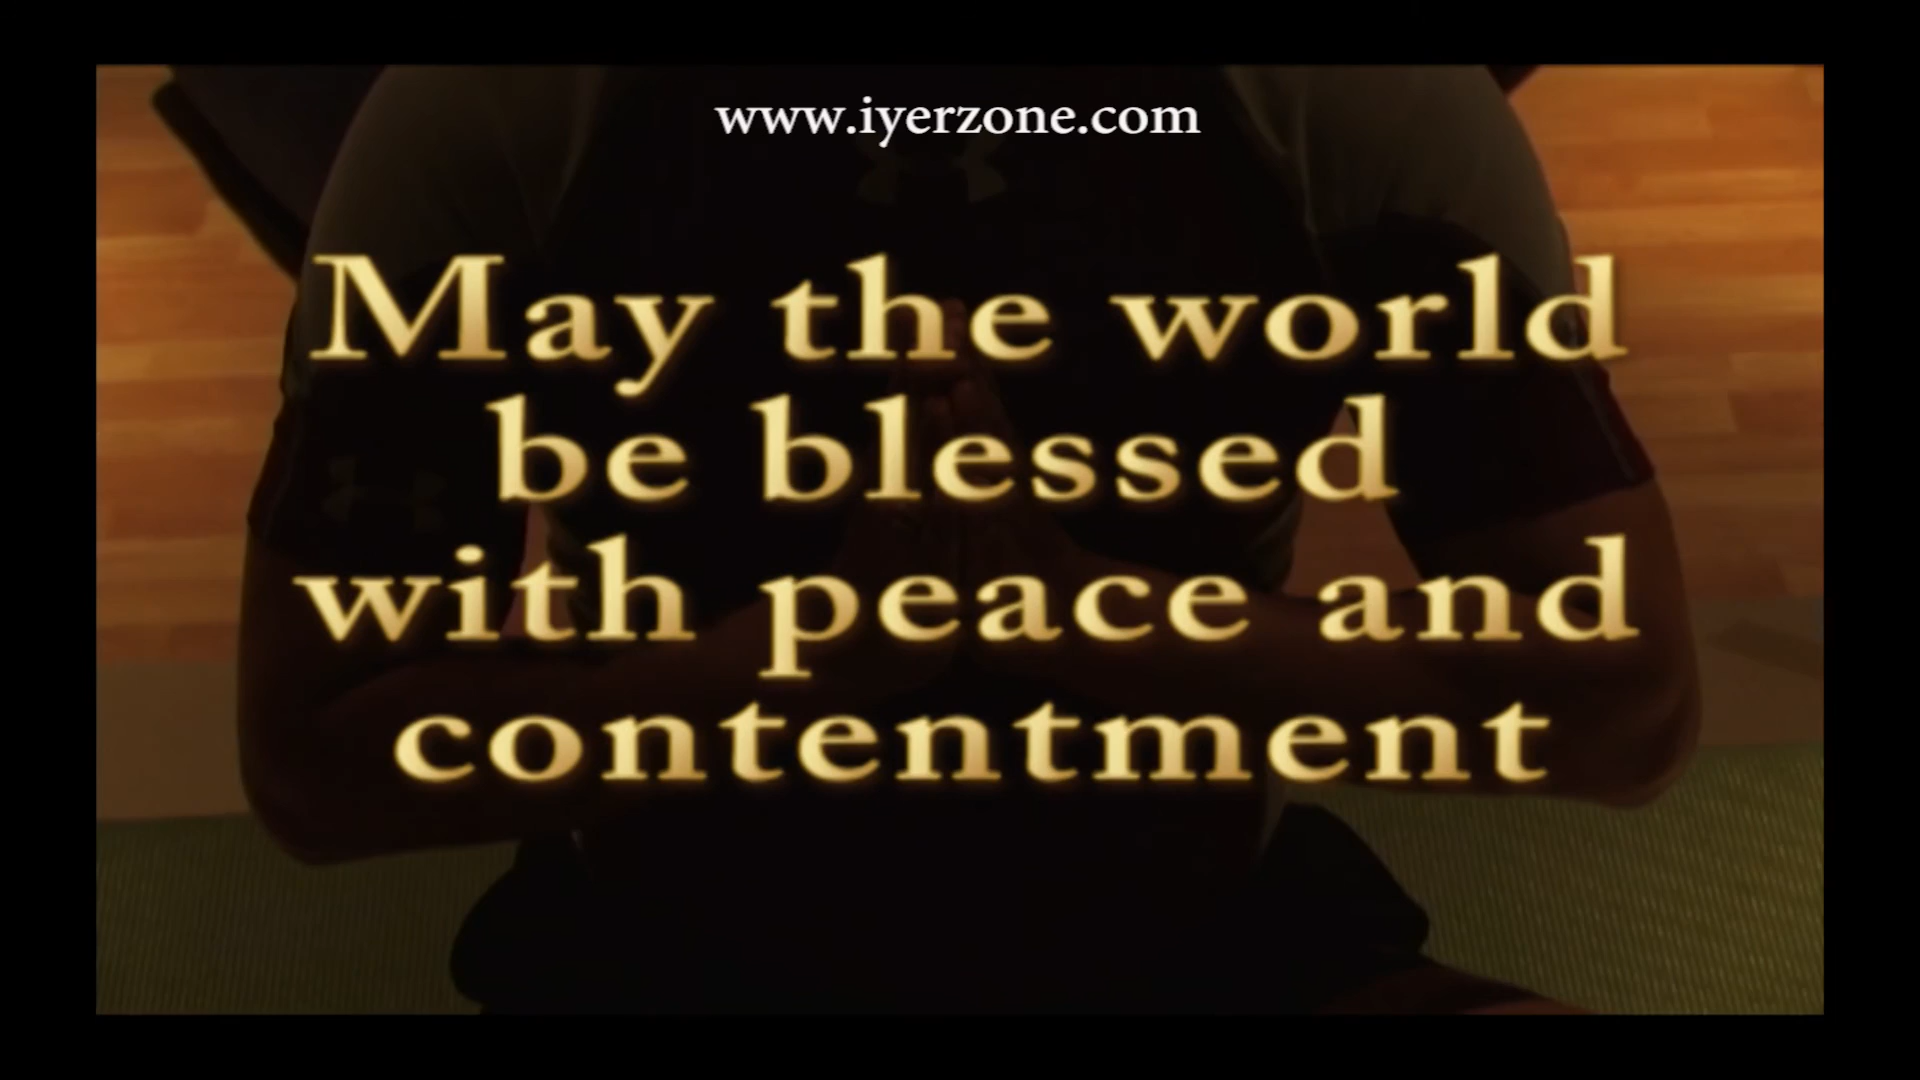 www.iyerzone.com
May the world
be blessed
with peace and
contentment